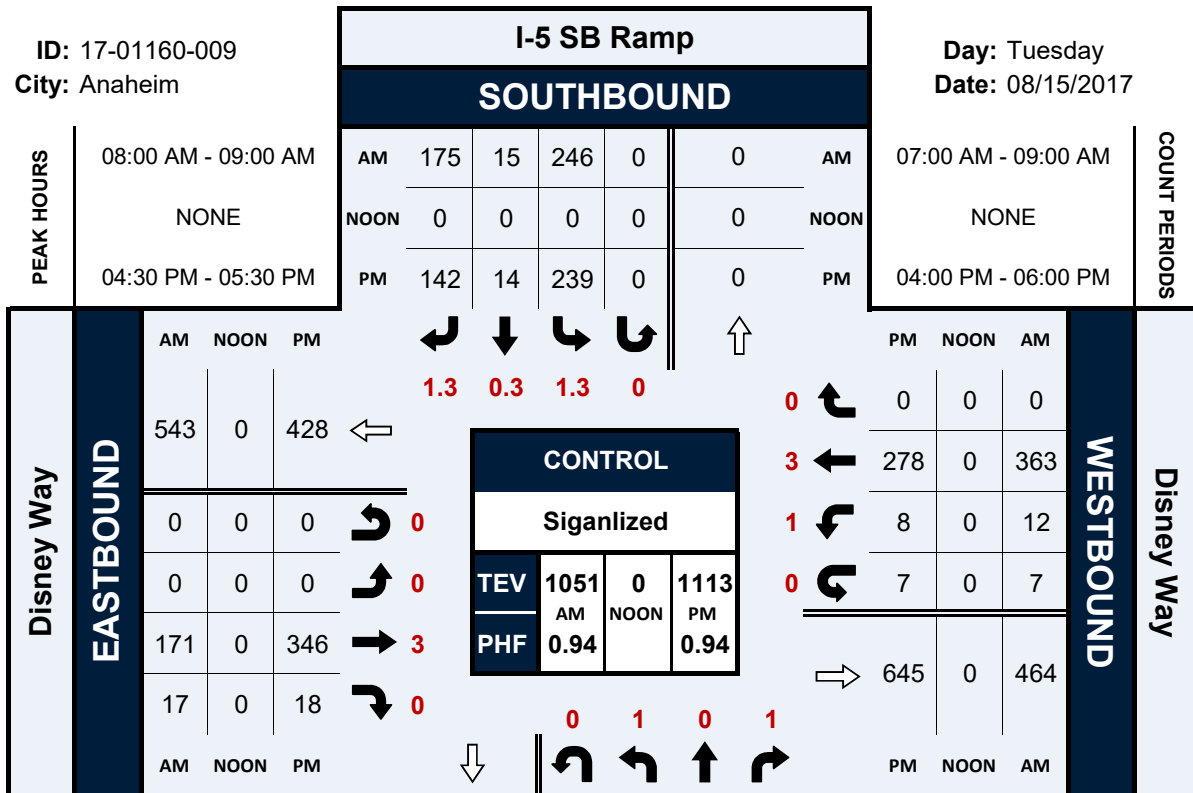 I-5 SB Ramp
SOUTHBOUND
ID: 17-01160-009
City: Anaheim
Day: Tuesday
Date: 08/15/2017
PEAK HOURS
08:00 AM - 09:00 AM
NONE
04:30 PM - 05:30 PM
AM 175 15 246 0 0 AM
NOON 0 0 0 0 0 NOON
PM 142 14 239 0 0 PM
07:00 AM - 09:00 AM
NONE
04:00 PM - 06:00 PM
COUNT PERIODS
1.3 0.3 1.3 0
Disney Way
EASTBOUND
AM NOON PM
543 0 428
0 0 0 0
0 0 0 0
171 0 346 3
17 0 18 0
AM NOON PM
CONTROL
Siganlized
TEV 1051 0 1113
AM NOON PM
PHF 0.94 0.94
PM NOON AM
0 0 0 0
3 278 0 363
1 8 0 12
0 7 0 7
645 0 464
PM NOON AM
WESTBOUND
Disney Way
0 1 0 1